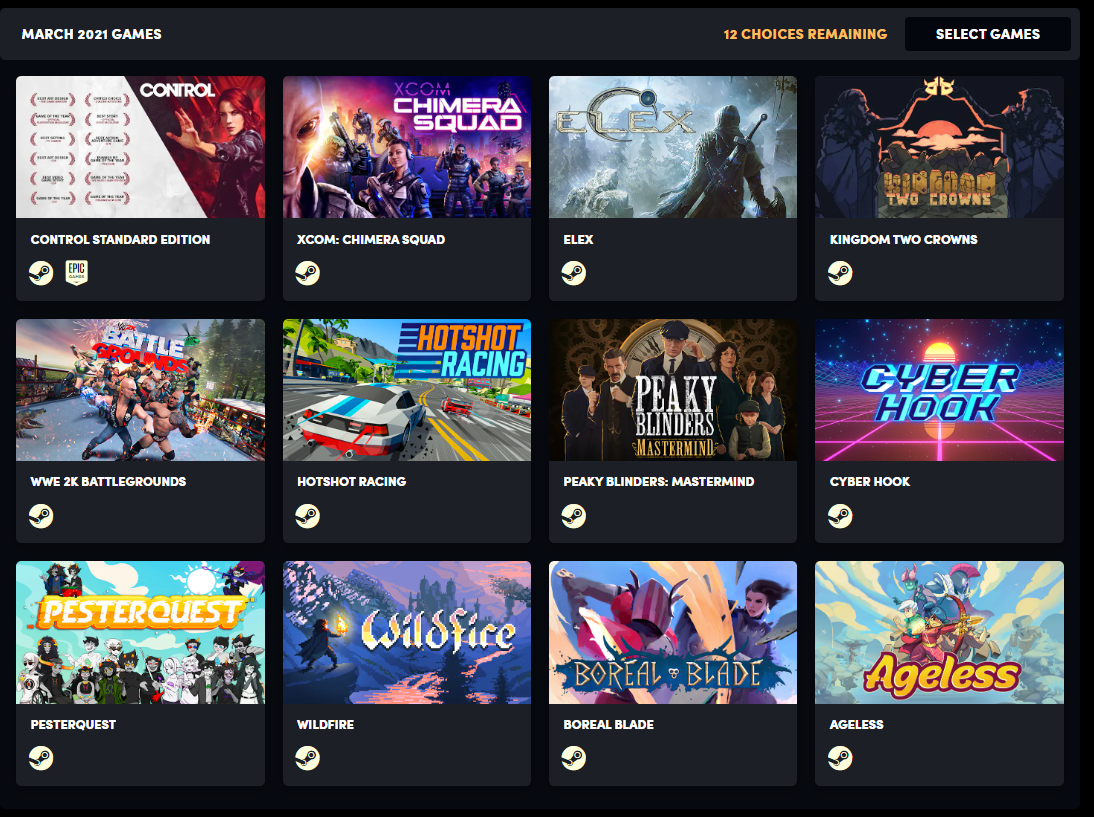 MARCH 2021 GAMES
12 CHOICES REMAINING
SELECT GAMES
CONTROL
XCOM
CHIMERA
SQUAD
ELEX
KINGDOM
TWO CROWNS
CONTROL STANDARD EDITION
XCOM: CHIMERA SQUAD
ELEX
KINGDOM TWO CROWNS
EPIC
GAMES
BATTLE
GROUNDS
HOTSHOT
RACING
PEAKY
BLINDERS
MASTERMIND
CYBER
HOOK
WWE 2K BATTLEGROUNDS
HOTSHOT RACING
PEAKY BLINDERS: MASTERMIND
CYBER HOOK
PESTERQUEST
Wildfire
BOREAL BLADE
Ageless
PESTERQUEST
WILDFIRE
BOREAL BLADE
AGELESS